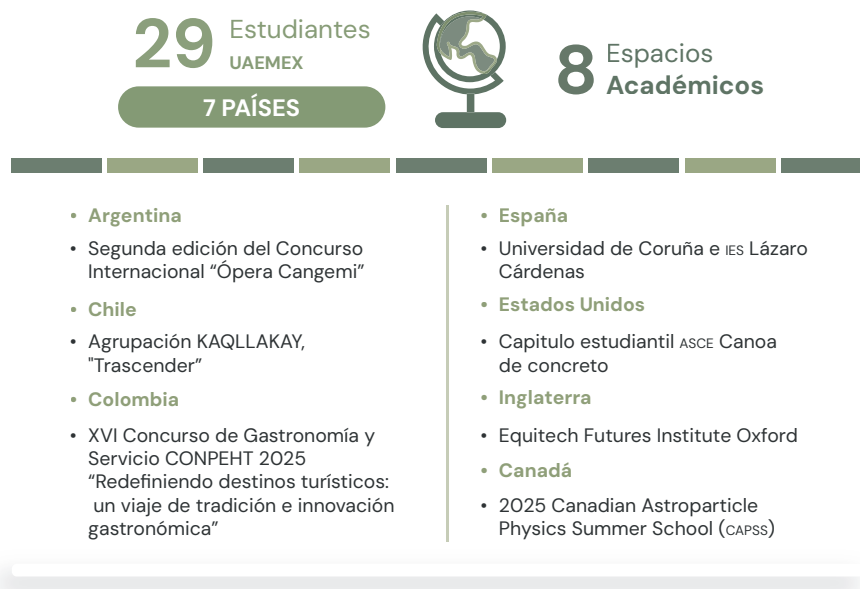 29 Estudiantes
UAEMEX
7 PAÍSES
8 Espacios
Académicos
• Argentina
• Segunda edición del Concurso
Internacional “Ópera Cangemi”
• Chile
• Agrupación KAQLLAKAY,
"Trascender”
• Colombia
• XVI Concurso de Gastronomía y
Servicio CONPEHT 2025
“Redefiniendo destinos turísticos:
un viaje de tradición e innovación
gastronómica”
• España
• Universidad de Coruña e IES Lázaro
Cárdenas
• Estados Unidos
• Capitulo estudiantil ASCE Canoa
de concreto
• Inglaterra
• Equitech Futures Institute Oxford
• Canadá
• 2025 Canadian Astroparticle
Physics Summer School (CAPSS)